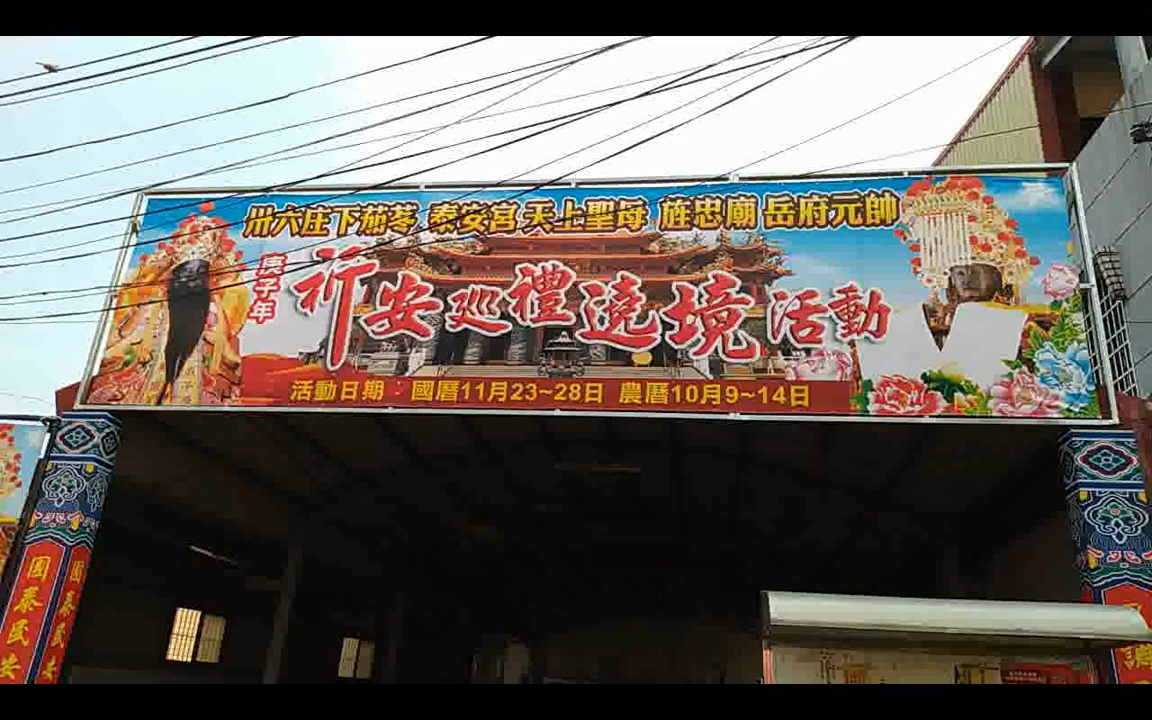 卅六庄下茄苳 泰安宮 天上聖母 旌忠廟 岳府元帥
庚子年
祈安巡禮遶境活動
活動日期：國曆11月23~28日 農曆10月9~14日
國泰民安
國泰民安